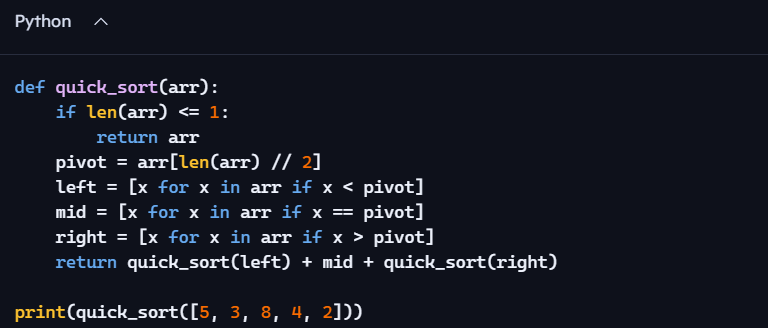 Python
def quick_sort(arr):
    if len(arr) <= 1:
        return arr
    pivot = arr[len(arr) // 2]
    left = [x for x in arr if x < pivot]
    mid = [x for x in arr if x == pivot]
    right = [x for x in arr if x > pivot]
    return quick_sort(left) + mid + quick_sort(right)

print(quick_sort([5, 3, 8, 4, 2]))